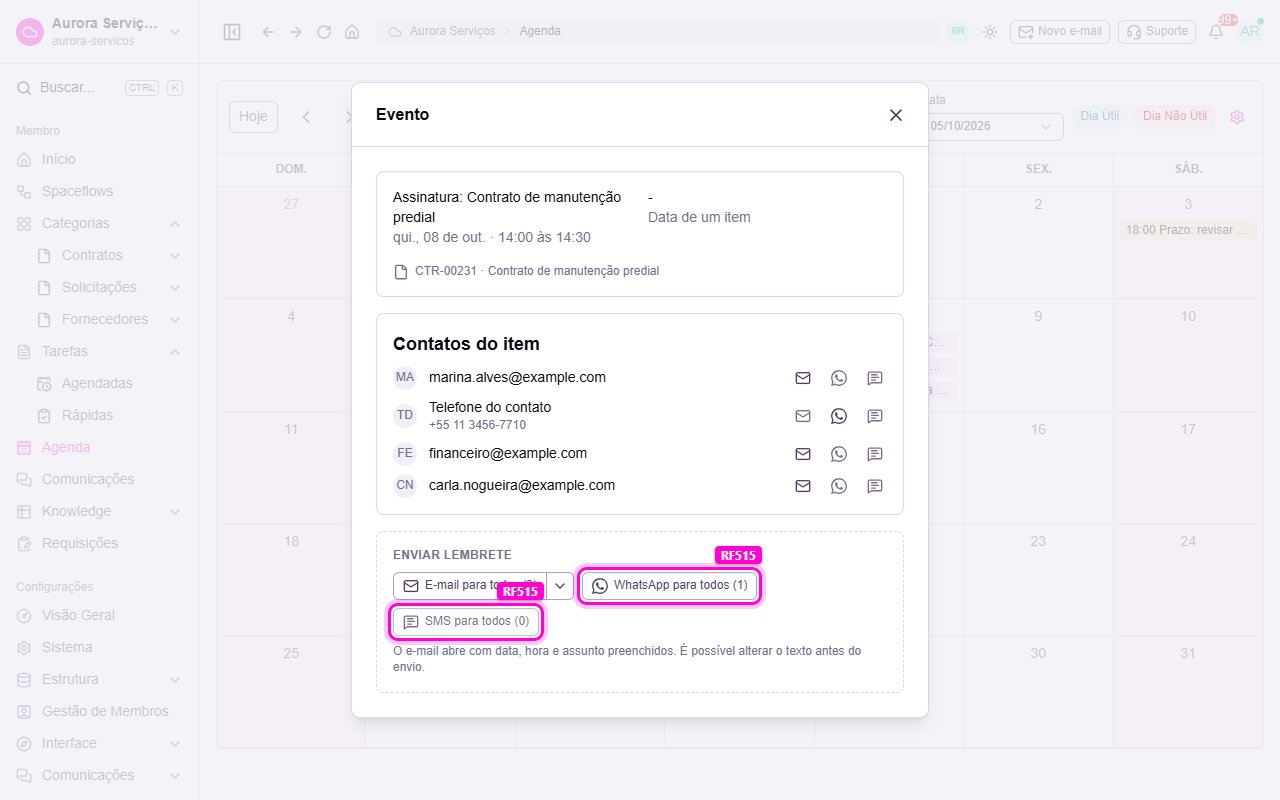 Aurora Serviç...
aurora-servicos
Aurora Serviços
Agenda
BR
Novo e-mail
Suporte
99+
AR
Buscar...
CTRL
K
Membro
Início
Spaceflows
Categorias
Contratos
Solicitações
Fornecedores
Tarefas
Agendadas
Rápidas
Agenda
Comunicações
Knowledge
Requisições
Configurações
Visão Geral
Sistema
Estrutura
Gestão de Membros
Interface
Comunicações
Hoje
05/10/2026
Dia Útil
Dia Não Útil
DOM.
SEX.
SÁB.
27
2
3
18:00 Prazo: revisar ...
4
9
10
11
16
17
18
23
24
25
30
31
Evento
Assinatura: Contrato de manutenção
predial
qui., 08 de out. · 14:00 às 14:30
-
Data de um item
CTR-00231 · Contrato de manutenção predial
Contatos do item
MA
marina.alves@example.com
TD
Telefone do contato
+55 11 3456-7710
FE
financeiro@example.com
CN
carla.nogueira@example.com
ENVIAR LEMBRETE
RF515
E-mail para
WhatsApp para todos (1)
RF515
SMS para todos (0)
O e-mail abre com data, hora e assunto preenchidos. É possível alterar o texto antes do
envio.